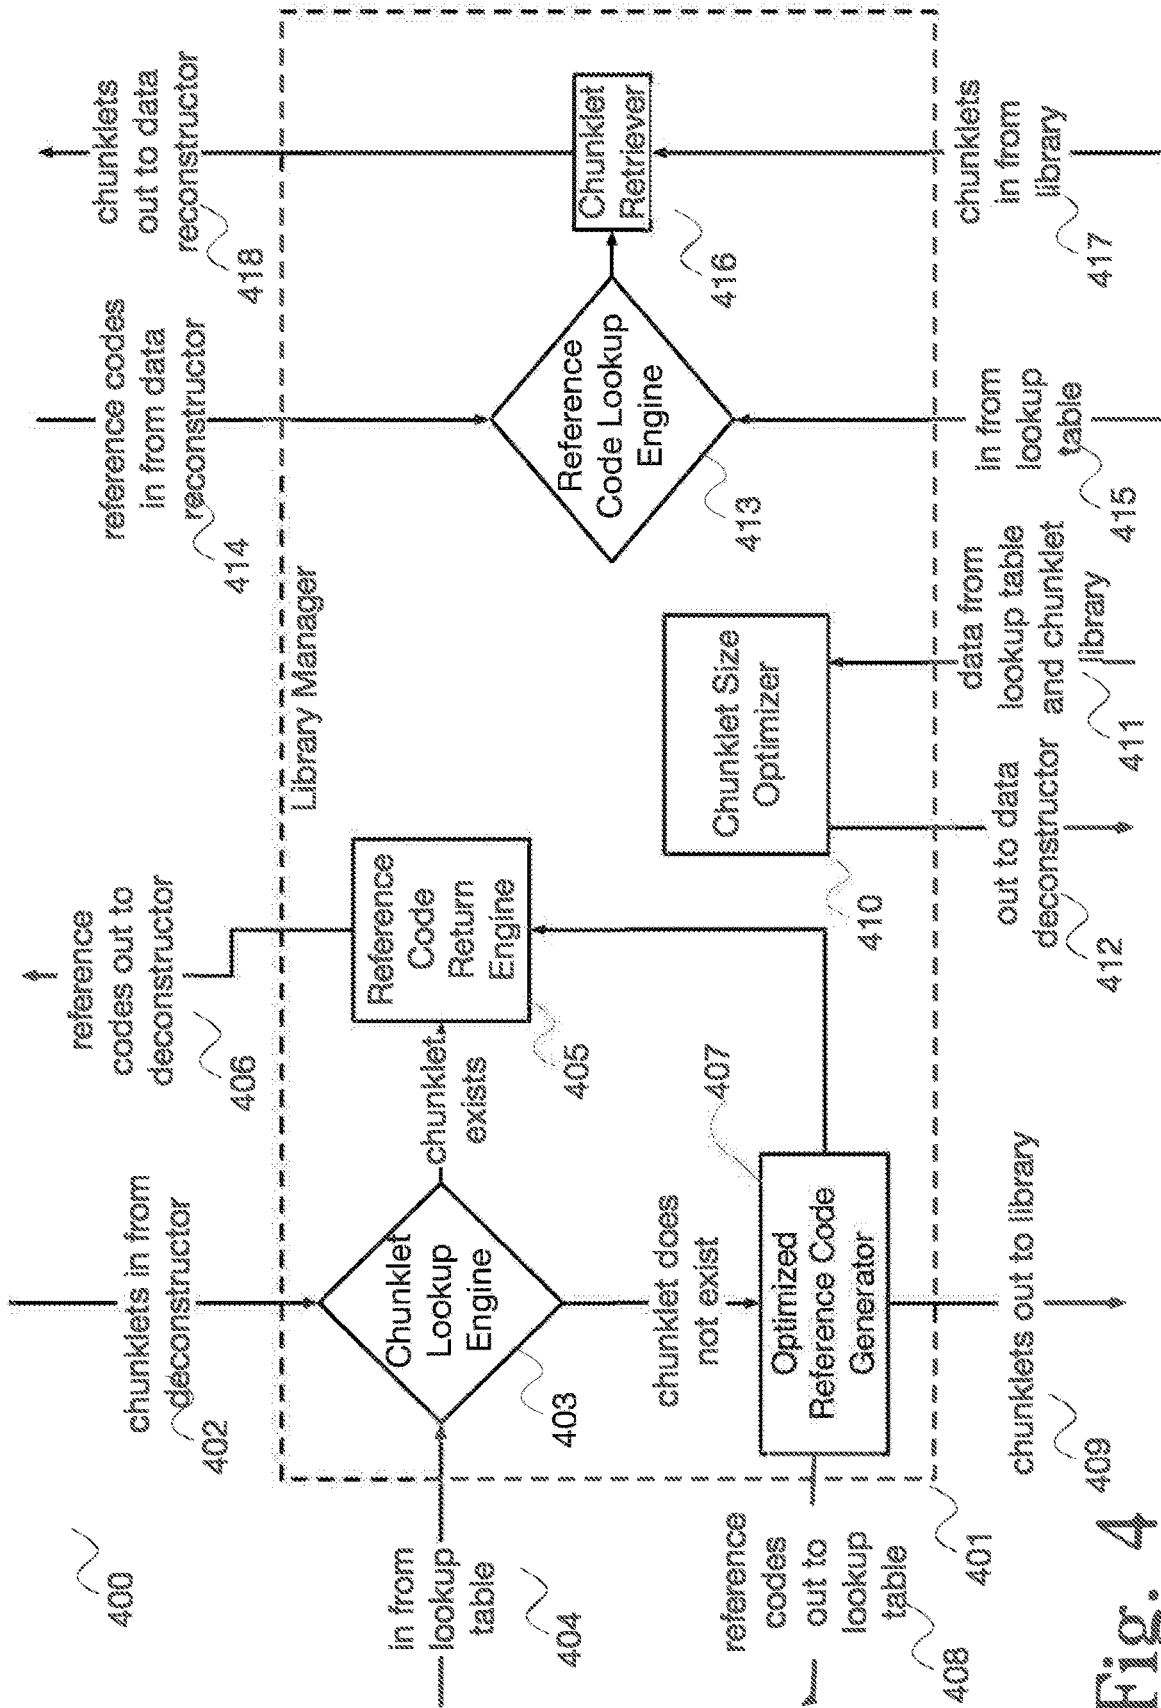 400
chunklets in from
deconstructor
402
reference
codes out to
deconstructor
406
reference codes
in from data
reconstructor
414
chunklets
out to data
reconstructor
418
Library Manager
in from
lookup
table
404
Chunklet
Lookup
Engine
403
chunklet
exists
Reference
Code
Return
Engine
405
chunklet does
not exist
407
Optimized
Reference Code
Generator
reference
codes
out to
lookup
table
408
401
chunklets out to library
409
Chunklet Size
Optimizer
410
out to data
deconstructor
412
data from
lookup table
and chunklet
library
411
Reference
Code Lookup
Engine
413
in from
lookup
table
415
Chunklet
Retriever
416
chunklets
in from
library
417
Fig. 4